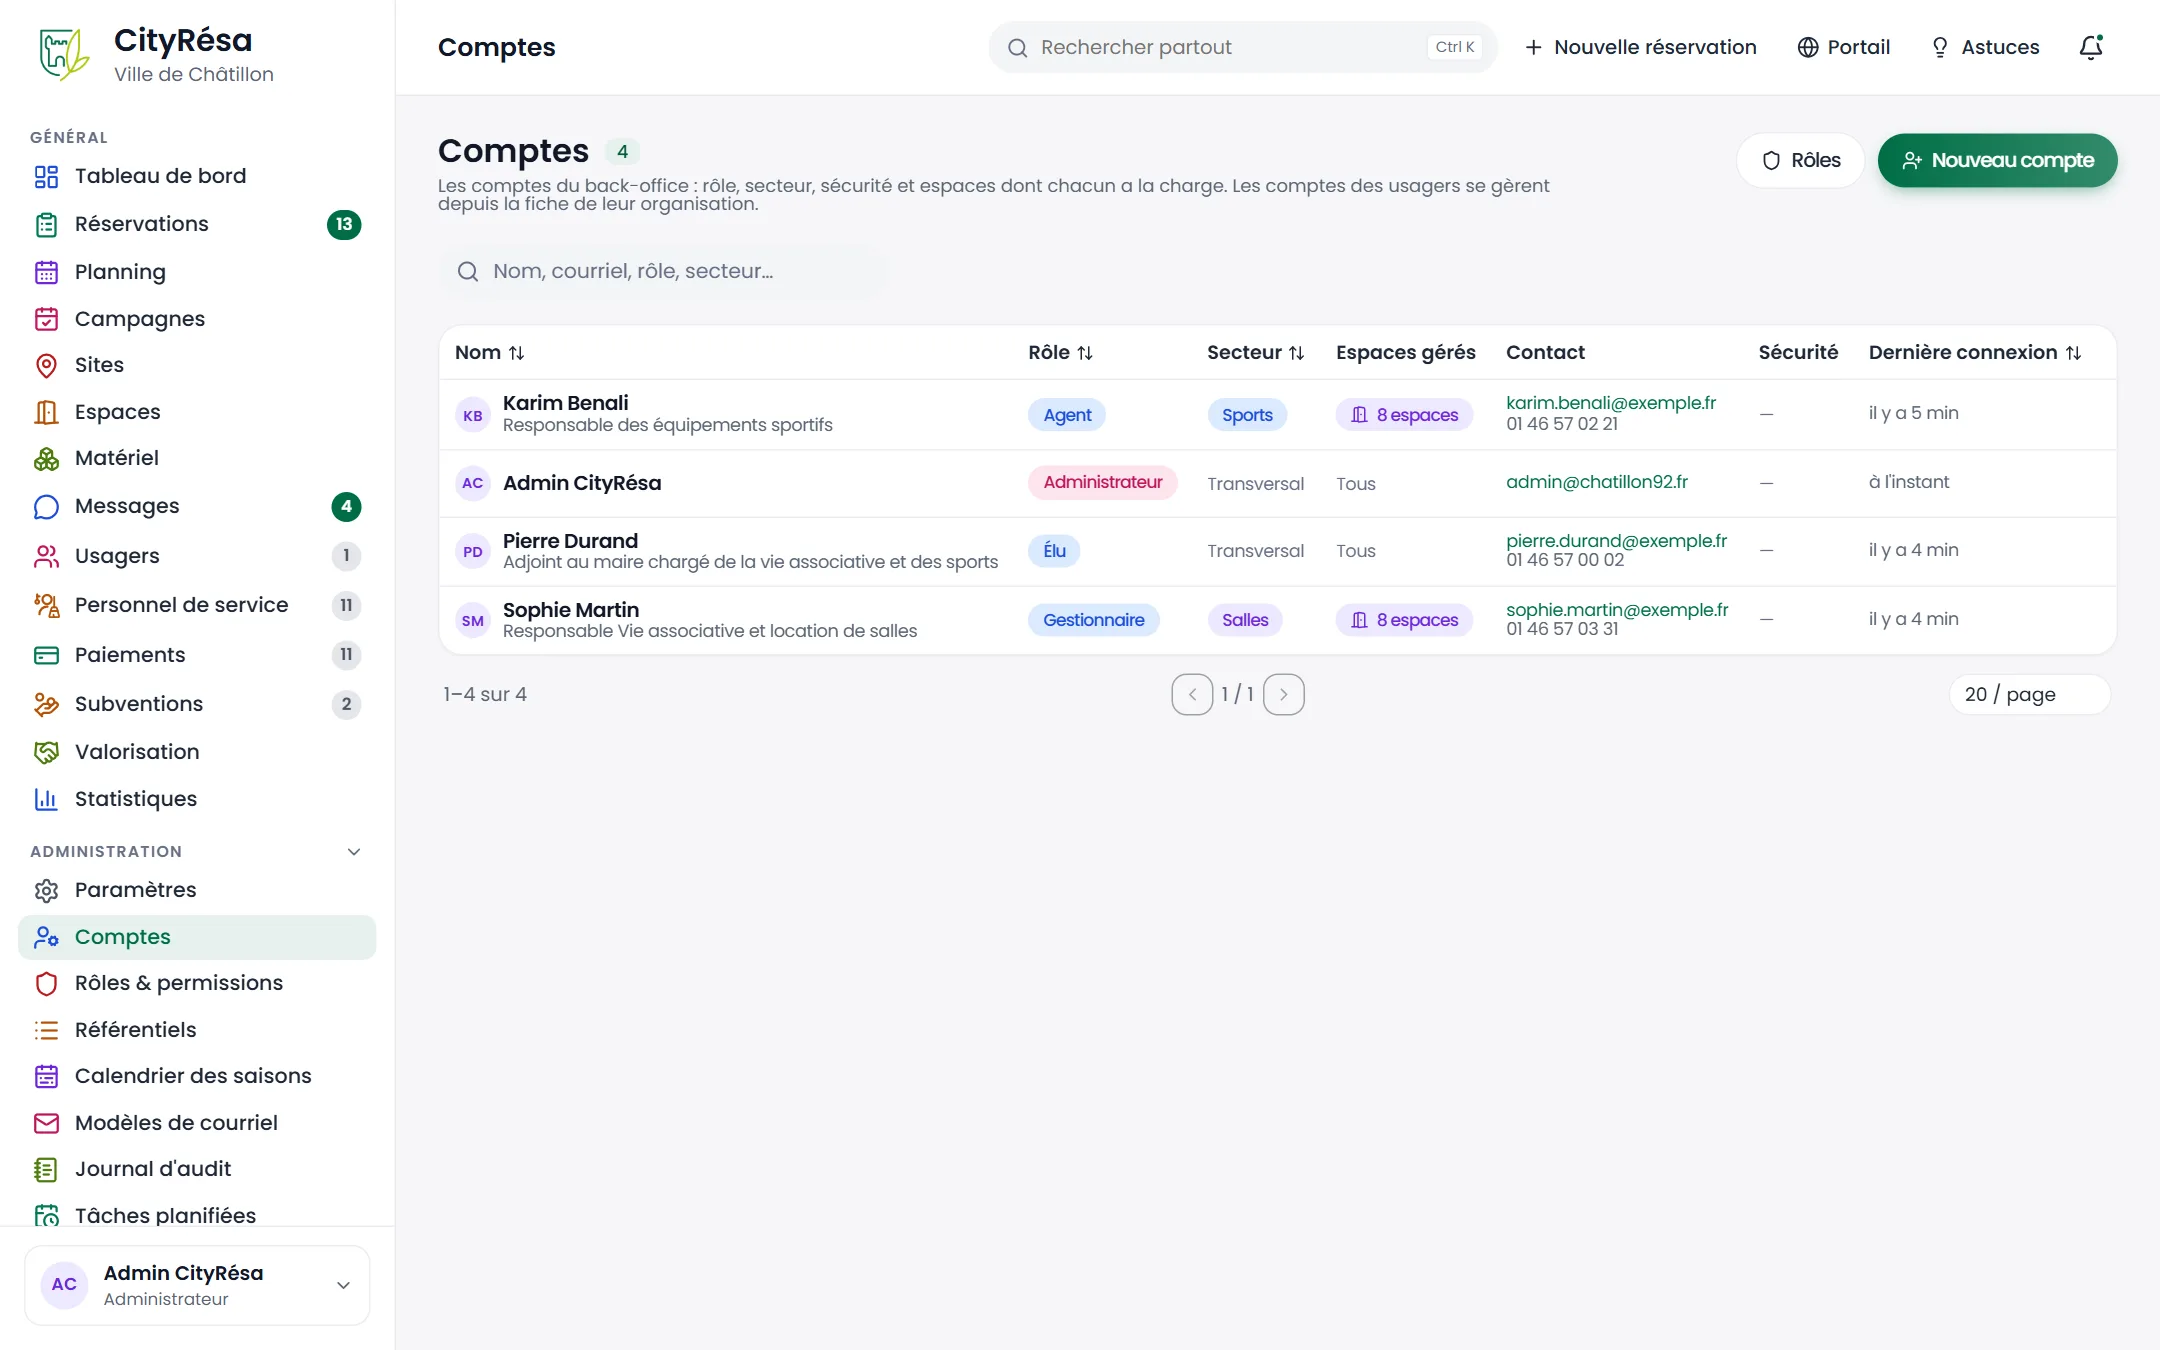 CityRésa
Ville de Châtillon
GÉNÉRAL
Tableau de bord
Réservations 13
Planning
Campagnes
Sites
Espaces
Matériel
Messages 4
Usagers 1
Personnel de service 11
Paiements 11
Subventions 2
Valorisation
Statistiques
ADMINISTRATION
Paramètres
Comptes
Rôles & permissions
Référentiels
Calendrier des saisons
Modèles de courriel
Journal d'audit
Tâches planifiées
AC
Admin CityRésa
Administrateur
Comptes
Rechercher partout Ctrl K
Nouvelle réservation
Portail
Astuces
Comptes 4
Les comptes du back-office : rôle, secteur, sécurité et espaces dont chacun a la charge. Les comptes des usagers se gèrent
depuis la fiche de leur organisation.
Rôles
Nouveau compte
Nom, courriel, rôle, secteur...
Nom Rôle Secteur Espaces gérés Contact Sécurité Dernière connexion
KB Karim Benali Agent Sports 8 espaces karim.benali@exemple.fr — il y a 5 min
Responsable des équipements sportifs 01 46 57 02 21
AC Admin CityRésa Administrateur Transversal Tous admin@chatillon92.fr — à l'instant
PD Pierre Durand Élu Transversal Tous pierre.durand@exemple.fr — il y a 4 min
Adjoint au maire chargé de la vie associative et des sports 01 46 57 00 02
SM Sophie Martin Gestionnaire Salles 8 espaces sophie.martin@exemple.fr — il y a 4 min
Responsable Vie associative et location de salles 01 46 57 03 31
1–4 sur 4
1 / 1
20 / page